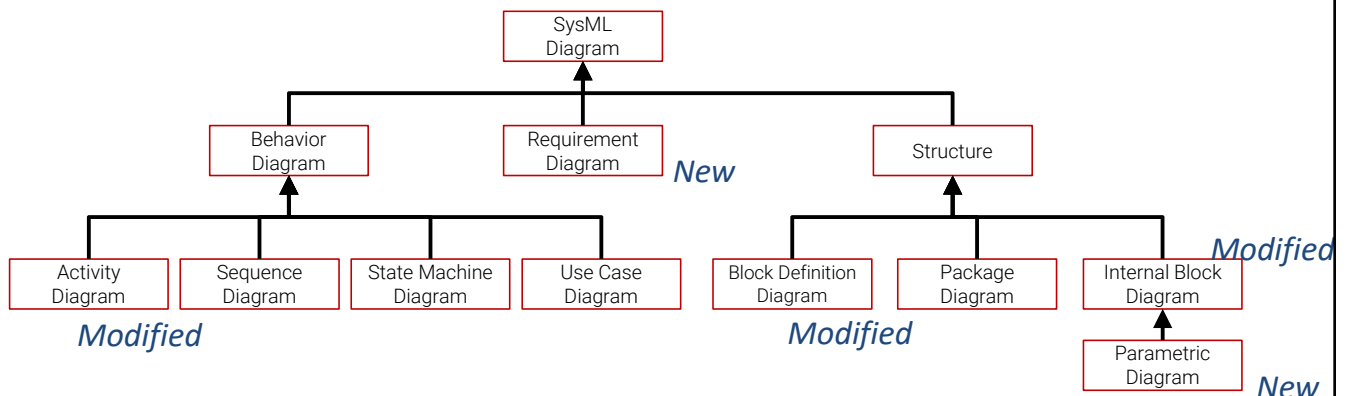 SysML
Diagram
Behavior
Diagram
Requirement
Diagram
New
Structure
Activity
Diagram
Modified
Sequence
Diagram
State Machine
Diagram
Use Case
Diagram
Block Definition
Diagram
Modified
Package
Diagram
Internal Block
Diagram
Modified
Parametric
Diagram
New